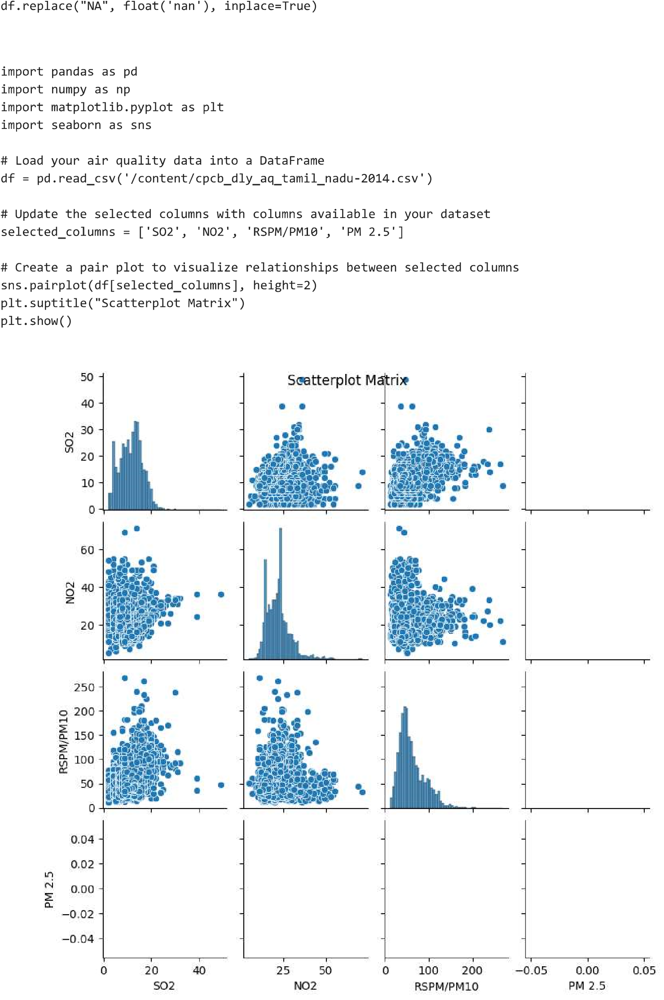 df.replace("NA", float('nan'), inplace=True)
import pandas as pd
import numpy as np
import matplotlib.pyplot as plt
import seaborn as sns
# Load your air quality data into a DataFrame
df = pd.read_csv('/content/cpcb_dly_aq_tamil_nadu-2014.csv')
# Update the selected columns with columns available in your dataset
selected_columns = ['SO2', 'NO2', 'RSPM/PM10', 'PM 2.5']
# Create a pair plot to visualize relationships between selected columns
sns.pairplot(df[selected_columns], height=2)
plt.suptitle("Scatterplot Matrix")
plt.show()
Scatterplot Matrix
50
40
30
20
10
0
SO2
60
40
20
NO2
250
200
150
100
50
0
RSPM/PM10
0.04
0.02
0.00
−0.02
−0.04
PM 2.5
0 20 40
25 50
0 100 200
−0.05 0.00 0.05
SO2 NO2 RSPM/PM10 PM 2.5